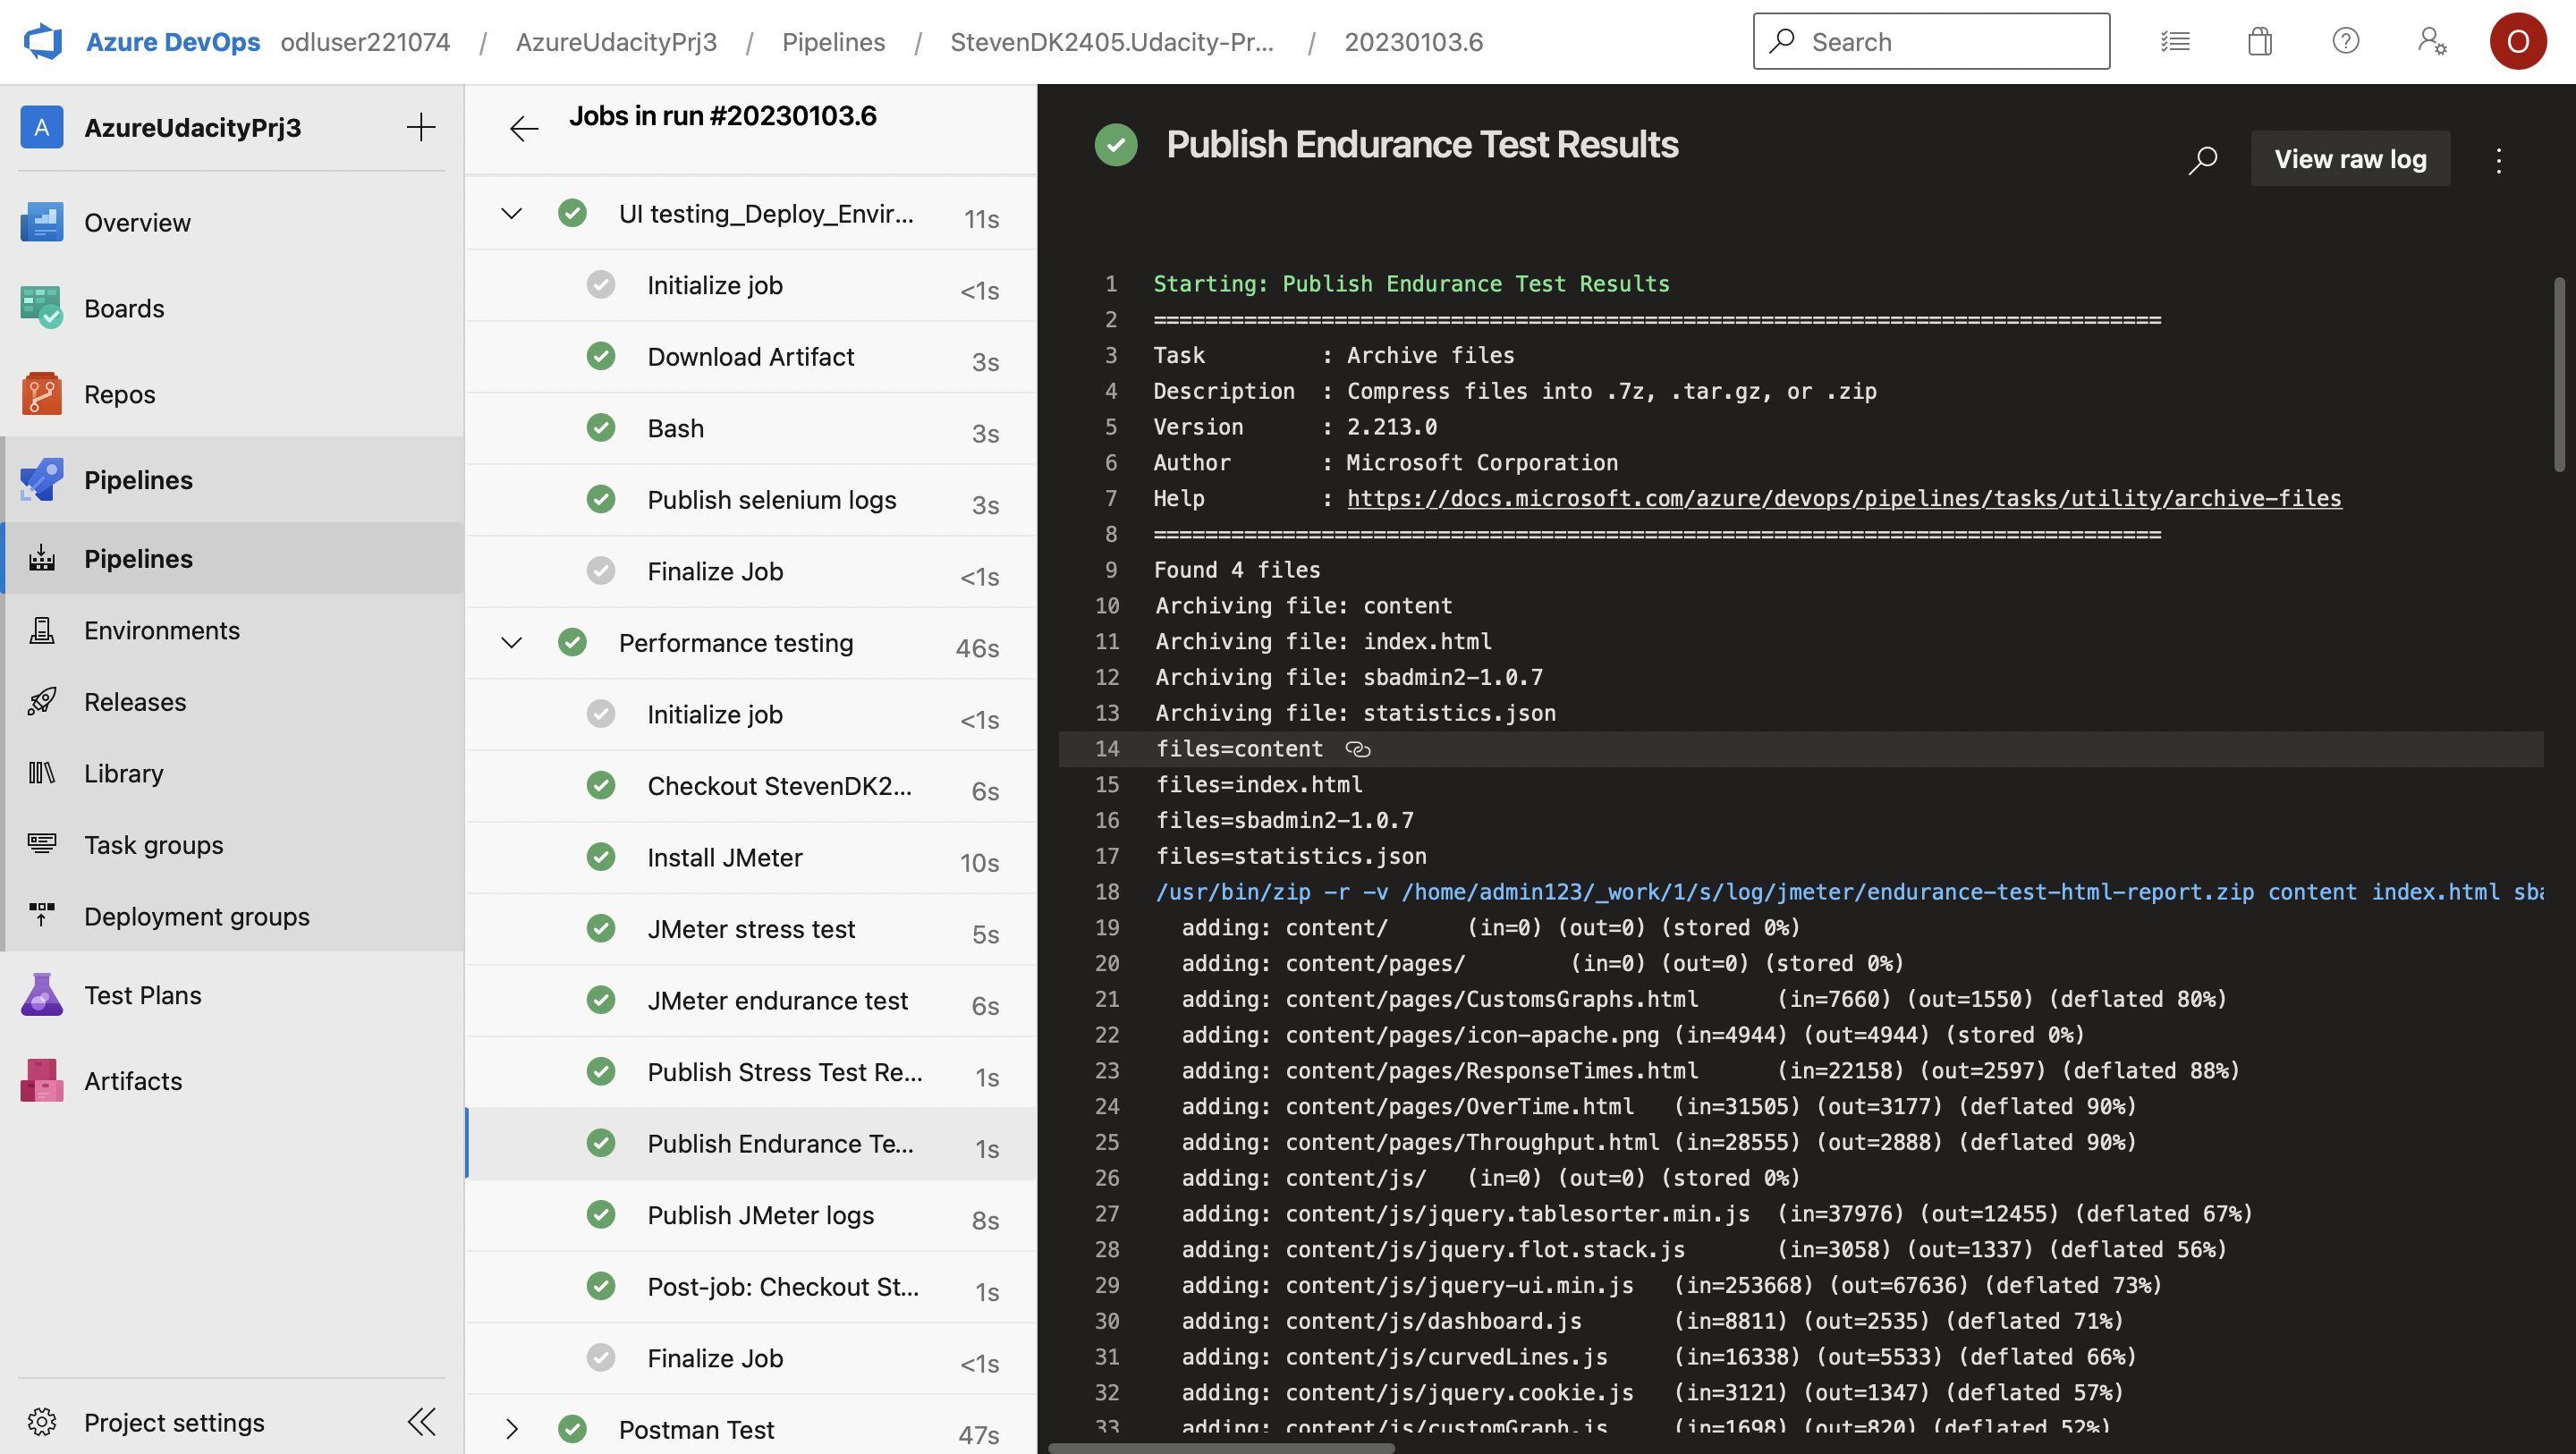 Azure DevOps odluser221074 / AzureUdacityPrj3 / Pipelines / StevenDK2405.Udacity-Pr... / 20230103.6
Search
O
A AzureUdacityPrj3
Overview
Boards
Repos
Pipelines
Pipelines
Environments
Releases
Library
Task groups
Deployment groups
Test Plans
Artifacts
Project settings
Jobs in run #20230103.6
UI testing_Deploy_Envir... 11s
Initialize job <1s
Download Artifact 3s
Bash 3s
Publish selenium logs 3s
Finalize Job <1s
Performance testing 46s
Initialize job <1s
Checkout StevenDK2... 6s
Install JMeter 10s
JMeter stress test 5s
JMeter endurance test 6s
Publish Stress Test Re... 1s
Publish Endurance Te... 1s
Publish JMeter logs 8s
Post-job: Checkout St... 1s
Finalize Job <1s
Postman Test 47s
Publish Endurance Test Results
View raw log
1 Starting: Publish Endurance Test Results
2 ==============================================================================
3 Task : Archive files
4 Description : Compress files into .7z, .tar.gz, or .zip
5 Version : 2.213.0
6 Author : Microsoft Corporation
7 Help : https://docs.microsoft.com/azure/devops/pipelines/tasks/utility/archive-files
8 ==============================================================================
9 Found 4 files
10 Archiving file: content
11 Archiving file: index.html
12 Archiving file: sbadmin2-1.0.7
13 Archiving file: statistics.json
14 files=content
15 files=index.html
16 files=sbadmin2-1.0.7
17 files=statistics.json
18 /usr/bin/zip -r -v /home/admin123/_work/1/s/log/jmeter/endurance-test-html-report.zip content index.html sba
19 adding: content/ (in=0) (out=0) (stored 0%)
20 adding: content/pages/ (in=0) (out=0) (stored 0%)
21 adding: content/pages/CustomsGraphs.html (in=7660) (out=1550) (deflated 80%)
22 adding: content/pages/icon-apache.png (in=4944) (out=4944) (stored 0%)
23 adding: content/pages/ResponseTimes.html (in=22158) (out=2597) (deflated 88%)
24 adding: content/pages/OverTime.html (in=31505) (out=3177) (deflated 90%)
25 adding: content/pages/Throughput.html (in=28555) (out=2888) (deflated 90%)
26 adding: content/js/ (in=0) (out=0) (stored 0%)
27 adding: content/js/jquery.tablesorter.min.js (in=37976) (out=12455) (deflated 67%)
28 adding: content/js/jquery.flot.stack.js (in=3058) (out=1337) (deflated 56%)
29 adding: content/js/jquery-ui.min.js (in=253668) (out=67636) (deflated 73%)
30 adding: content/js/dashboard.js (in=8811) (out=2535) (deflated 71%)
31 adding: content/js/curvedLines.js (in=16338) (out=5533) (deflated 66%)
32 adding: content/js/jquery.cookie.js (in=3121) (out=1347) (deflated 57%)
33 adding: content/js/customGraph.js (in=1698) (out=820) (deflated 52%)